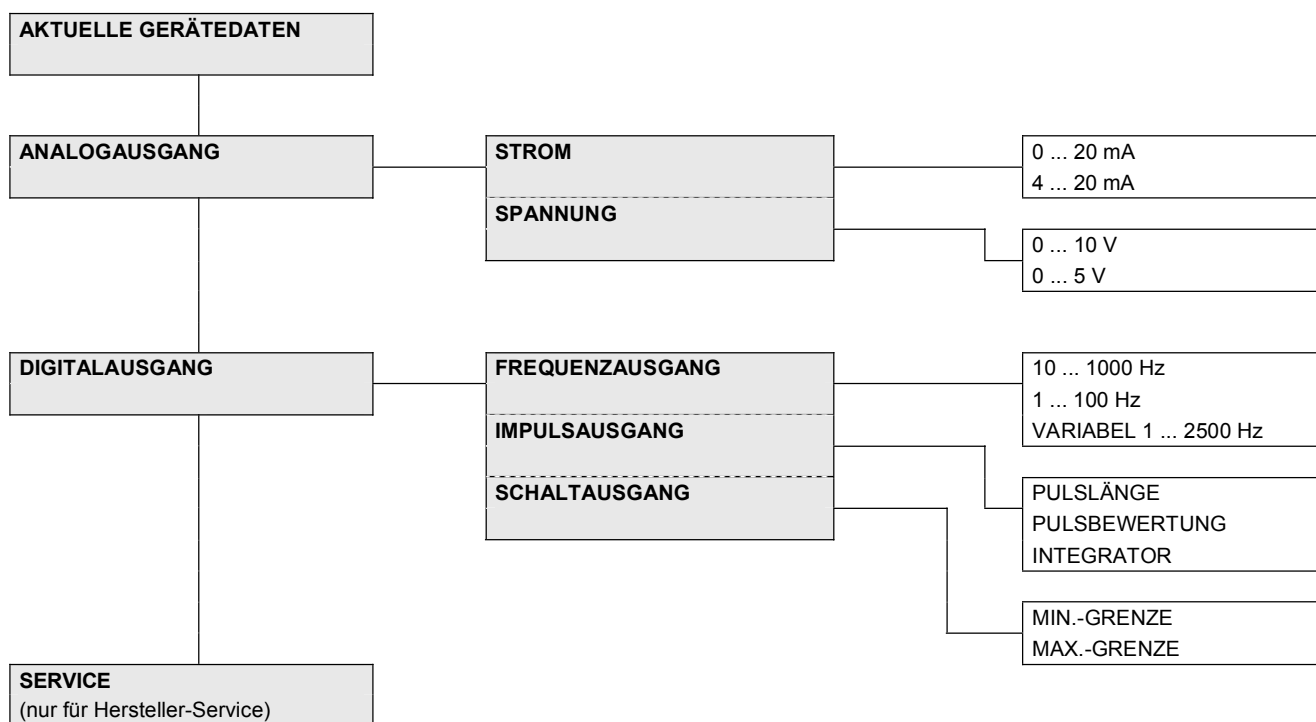 AKTUELLE GERÄTEDATEN
ANALOGAUSGANG
STROM
0 ... 20 mA
4 ... 20 mA
SPANNUNG
0 ... 10 V
0 ... 5 V
DIGITALAUSGANG
FREQUENZAUSGANG
10 ... 1000 Hz
1 ... 100 Hz
VARIABEL 1 ... 2500 Hz
IMPULSAUSGANG
PULSLÄNGE
PULSBEWERTUNG
INTEGRATOR
SCHALTAUSGANG
MIN.-GRENZE
MAX.-GRENZE
SERVICE
(nur für Hersteller-Service)